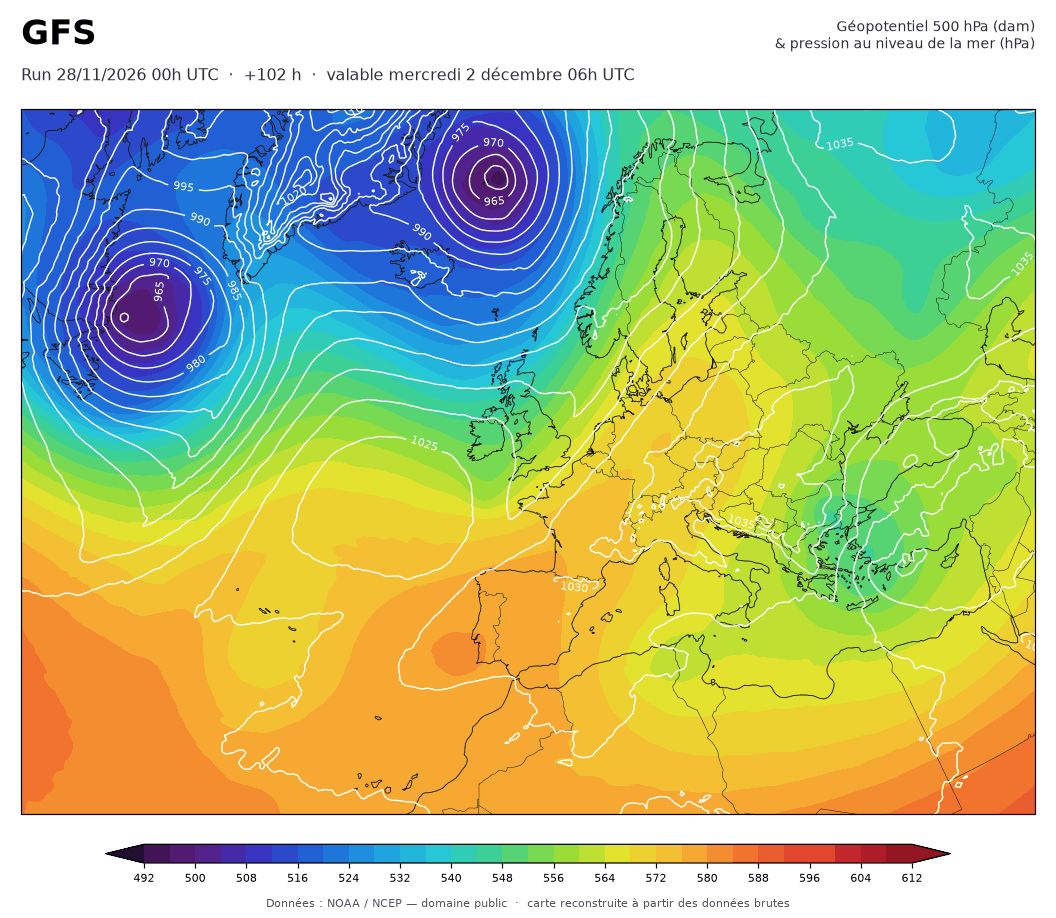 GFS
Géopotentiel 500 hPa (dam)
& pression au niveau de la mer (hPa)
Run 28/11/2026 00h UTC · +102 h · valable mercredi 2 décembre 06h UTC
975
970
1035
995
1020
965
990
990
970
975
965
985
1035
980
1025
1035
1030
492 500 508 516 524 532 540 548 556 564 572 580 588 596 604 612
Données : NOAA / NCEP — domaine public · carte reconstruite à partir des données brutes